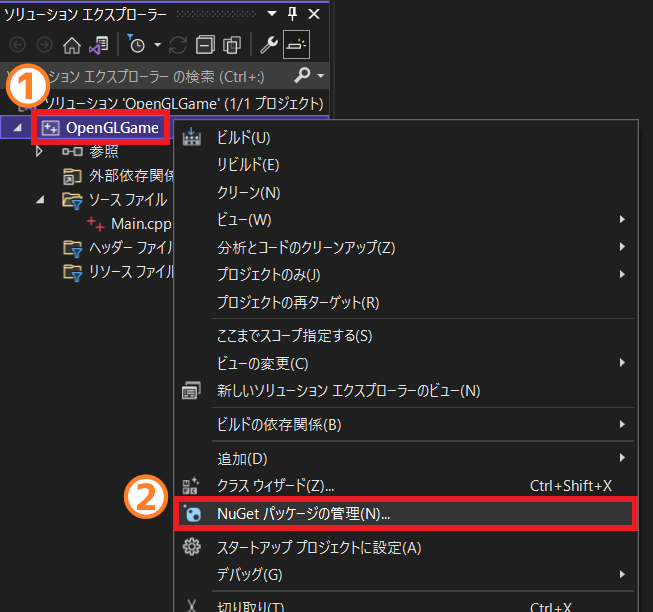 ソリューション エクスプローラー
ソリューション エクスプローラー の検索 (Ctrl+;)
1
ソリューション 'OpenGLGame' (1/1 プロジェクト)
OpenGLGame
参照
外部依存関係
ソース ファイル
Main.cpp
ヘッダー ファイル
リソース ファイル
ビルド(U)
リビルド(E)
クリーン(N)
ビュー(W)
分析とコードのクリーンアップ(Z)
プロジェクトのみ(J)
プロジェクトの再ターゲット(R)
ここまでスコープ指定する(S)
ビューの変更(C)
新しいソリューション エクスプローラーのビュー(N)
ビルドの依存関係(B)
追加(D)
クラス ウィザード(Z)... Ctrl+Shift+X
2
NuGet パッケージの管理(N)...
スタートアップ プロジェクトに設定(A)
デバッグ(G)
切り取り(T) Ctrl+X